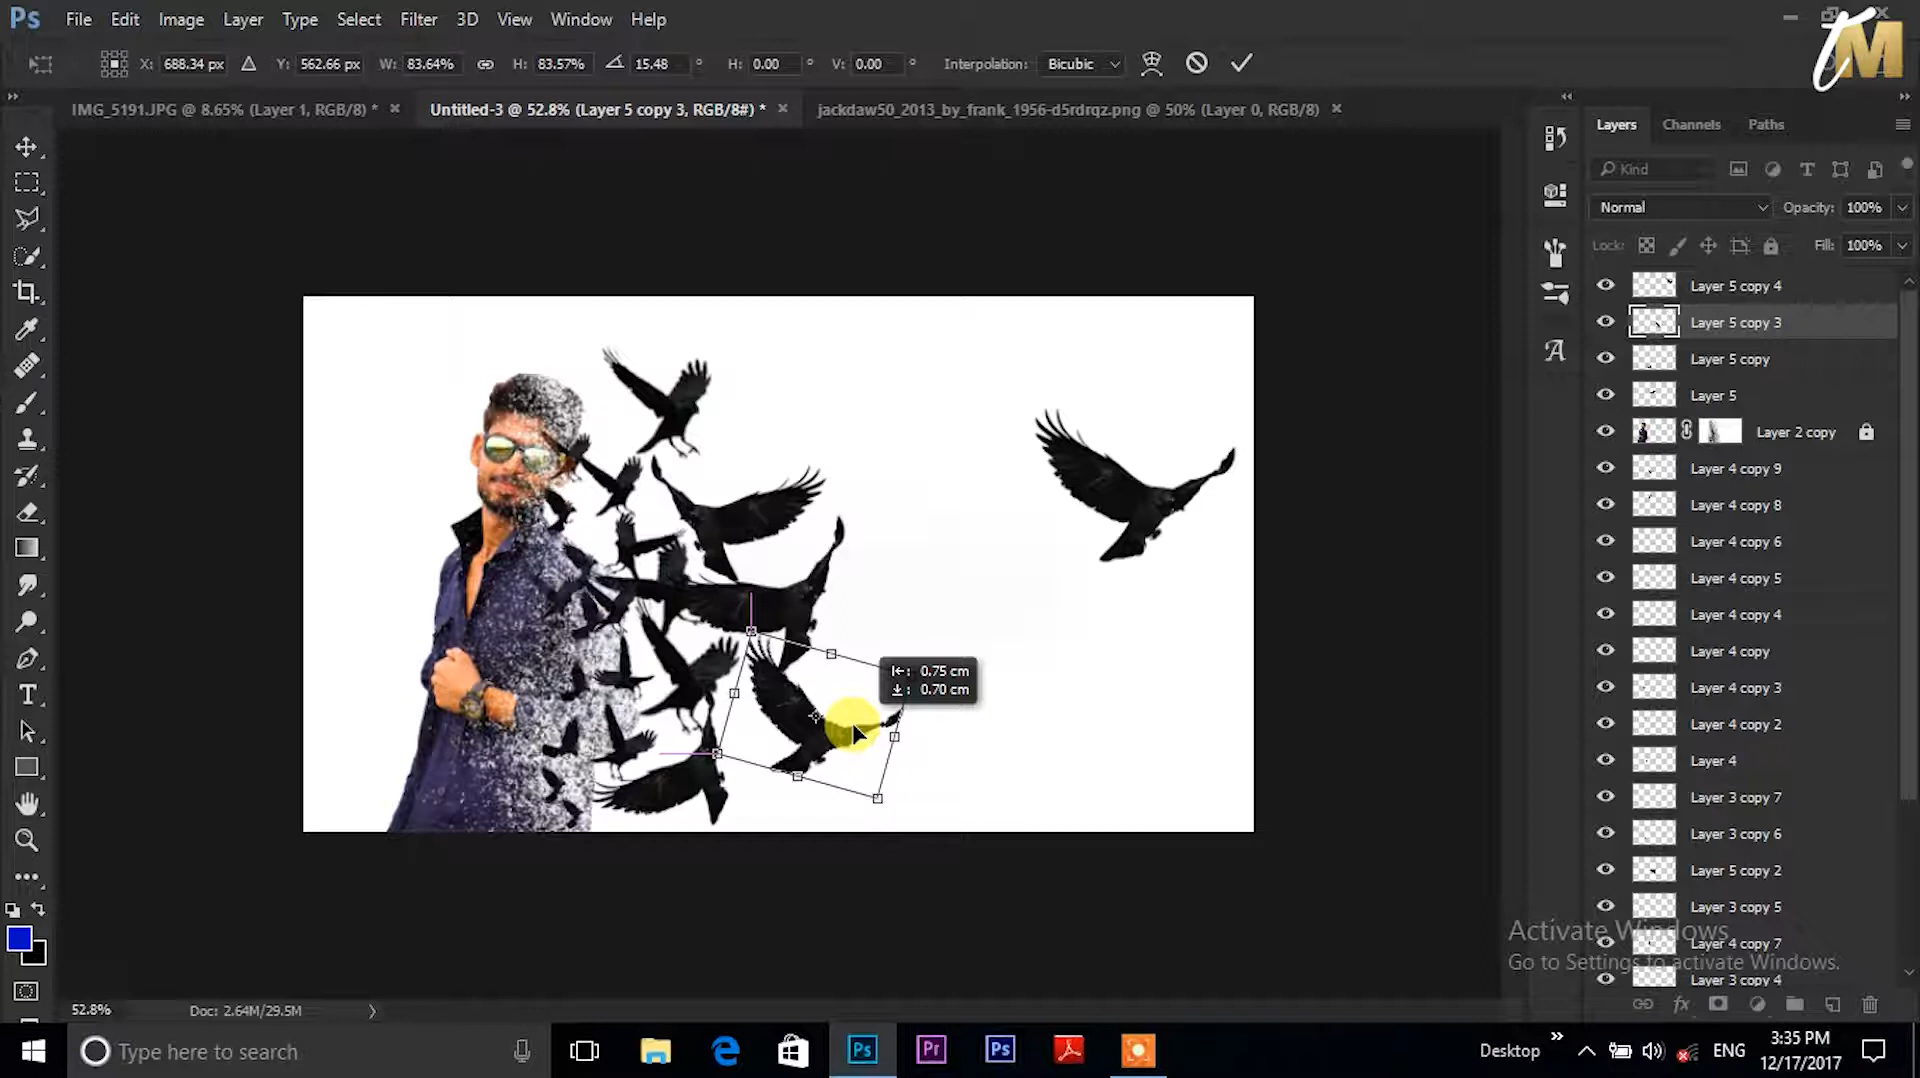 Ps File Edit Image Layer Type Select Filter 3D View Window Help
tM
X: 688.34 px Y: 562.66 px W: 83.64% H: 83.57% 15.48 ° H: 0.00 ° V: 0.00 ° Interpolation: Bicubic
IMG_5191.JPG @ 8.65% (Layer 1, RGB/8) * Untitled-3 @ 52.8% (Layer 5 copy 3, RGB/8#) * jackdaw50_2013_by_frank_1956-d5rdrqz.png @ 50% (Layer 0, RGB/8)
Layers Channels Paths
Kind
Normal Opacity: 100%
Lock: Fill: 100%
Layer 5 copy 4
Layer 5 copy 3
Layer 5 copy
Layer 5
Layer 2 copy
Layer 4 copy 9
Layer 4 copy 8
Layer 4 copy 6
Layer 4 copy 5
Layer 4 copy 4
Layer 4 copy
Layer 4 copy 3
Layer 4 copy 2
Layer 4
Layer 3 copy 7
Layer 3 copy 6
Layer 5 copy 2
Layer 3 copy 5
Layer 4 copy 7
Layer 3 copy 4
0.75 cm
0.70 cm
Activate Windows
Go to Settings to activate Windows.
52.8% Doc: 2.64M/29.5M
Type here to search
Ps Pr Ps
Desktop ENG 3:35 PM
12/17/2017